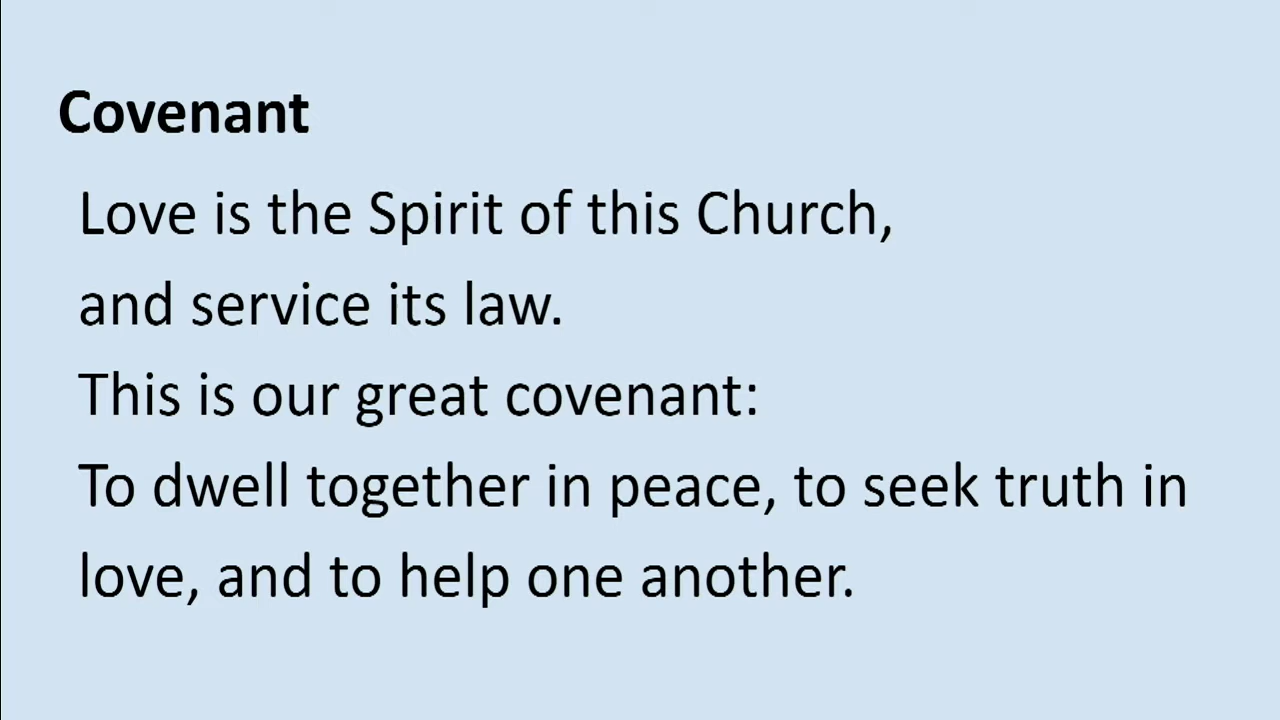 Covenant
Love is the Spirit of this Church,
and service its law.
This is our great covenant:
To dwell together in peace, to seek truth in
love, and to help one another.